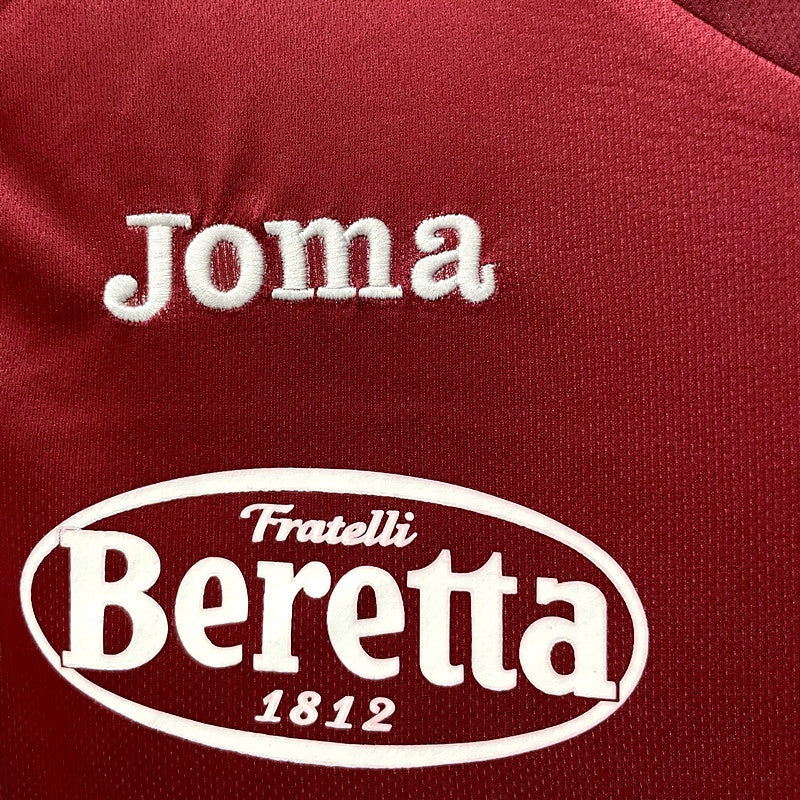 Joma
Fratelli
Beretta
1812